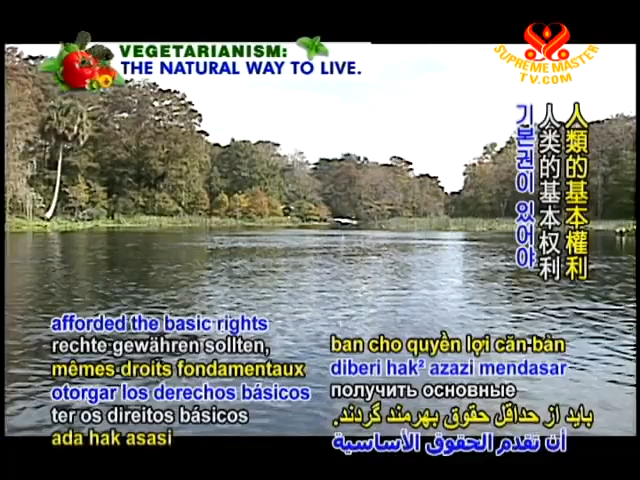 VEGETARIANISM:
THE NATURAL WAY TO LIVE.
SUPREME MASTER
TV.COM
人類的基本權利
人类的基本权利
기본권이 있어야
afforded the basic rights
rechte gewähren sollten,
mêmes droits fondamentaux
otorgar los derechos básicos
ter os direitos básicos
ada hak asasi
ban cho quyền lợi căn bản
diberi hak² azazi mendasar
получить основные
باید از حداقل حقوق بهرمند گردند.
أن تقدم الحقوق الأساسية